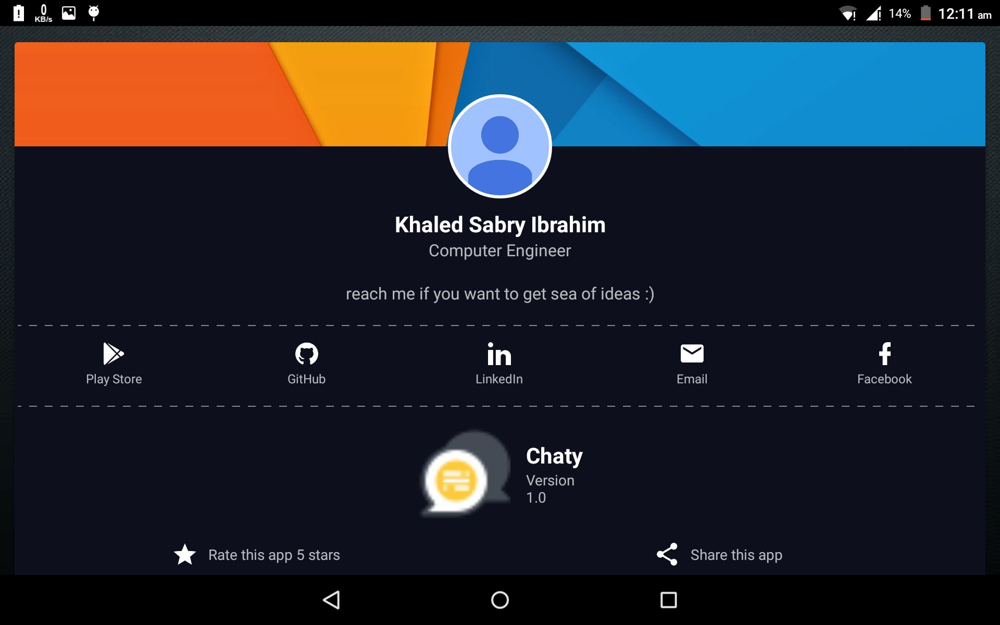 0
KB/s
14%
12:11 am
Khaled Sabry Ibrahim
Computer Engineer
reach me if you want to get sea of ideas :)
Play Store
GitHub
LinkedIn
Email
Facebook
Chaty
Version
1.0
Rate this app 5 stars
Share this app